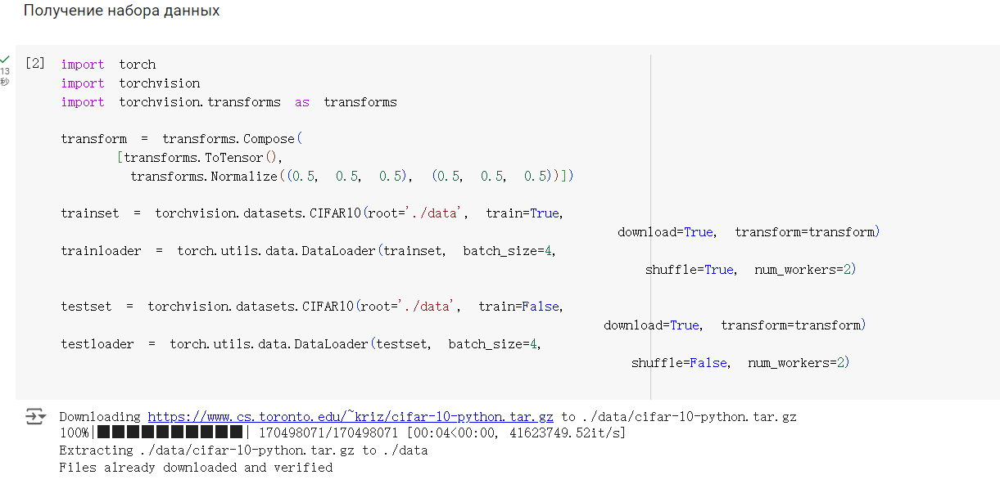 Получение набора данных
[2] import torch
13 import torchvision
秒 import torchvision.transforms as transforms
transform = transforms.Compose(
[transforms.ToTensor(),
transforms.Normalize((0.5, 0.5, 0.5), (0.5, 0.5, 0.5))])
trainset = torchvision.datasets.CIFAR10(root='./data', train=True,
download=True, transform=transform)
trainloader = torch.utils.data.DataLoader(trainset, batch_size=4,
shuffle=True, num_workers=2)
testset = torchvision.datasets.CIFAR10(root='./data', train=False,
download=True, transform=transform)
testloader = torch.utils.data.DataLoader(testset, batch_size=4,
shuffle=False, num_workers=2)
Downloading https://www.cs.toronto.edu/~kriz/cifar-10-python.tar.gz to ./data/cifar-10-python.tar.gz
100%|██████████| 170498071/170498071 [00:04<00:00, 41623749.52it/s]
Extracting ./data/cifar-10-python.tar.gz to ./data
Files already downloaded and verified